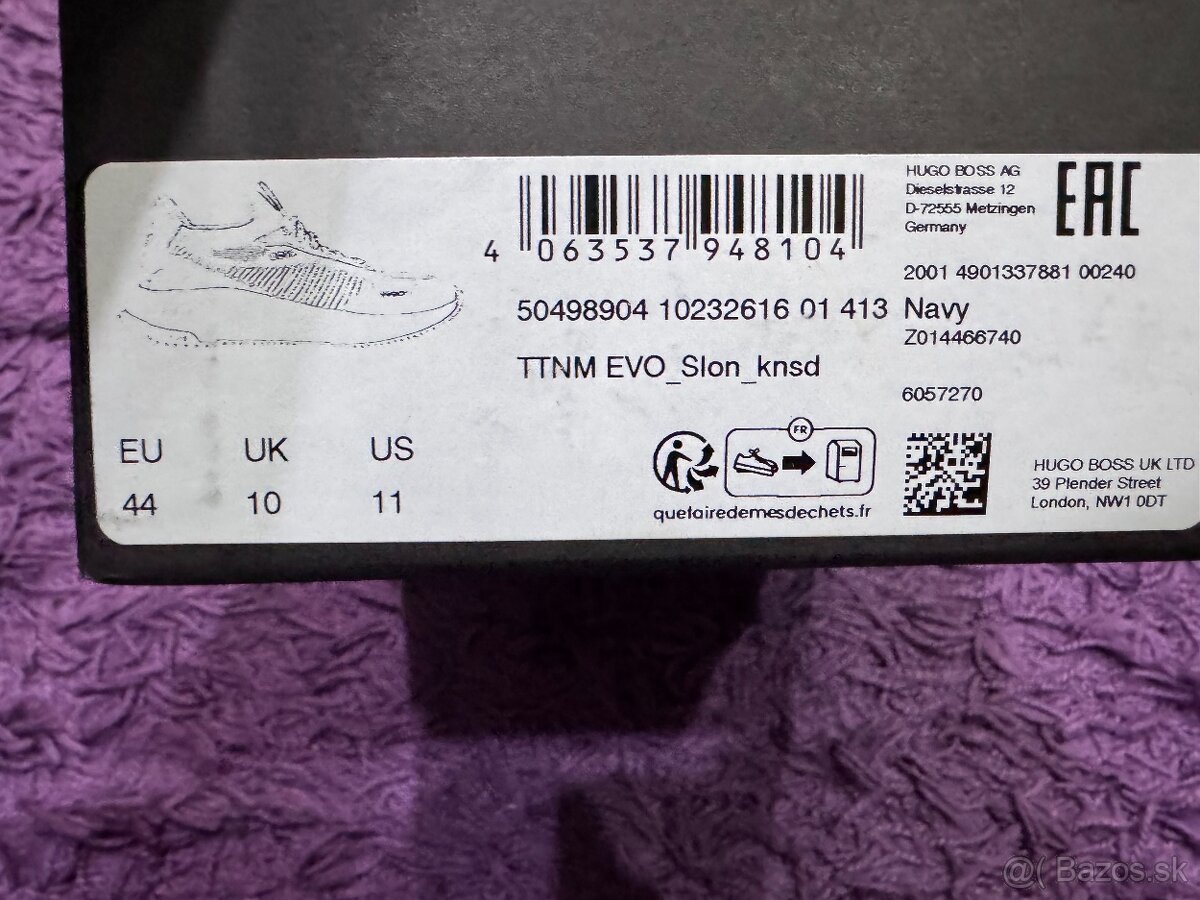 4 063537 948104
50498904 10232616 01 413 Navy
TTNM EVO_Slon_knsd
HUGO BOSS AG
Dieselstrasse 12
D-72555 Metzingen
Germany
EAC
2001 4901337881 00240
Z014466740
6057270
EU UK US
44 10 11
FR
quefairedemesdechets.fr
HUGO BOSS UK LTD
39 Plender Street
London, NW1 0DT
@( Bazos.sk